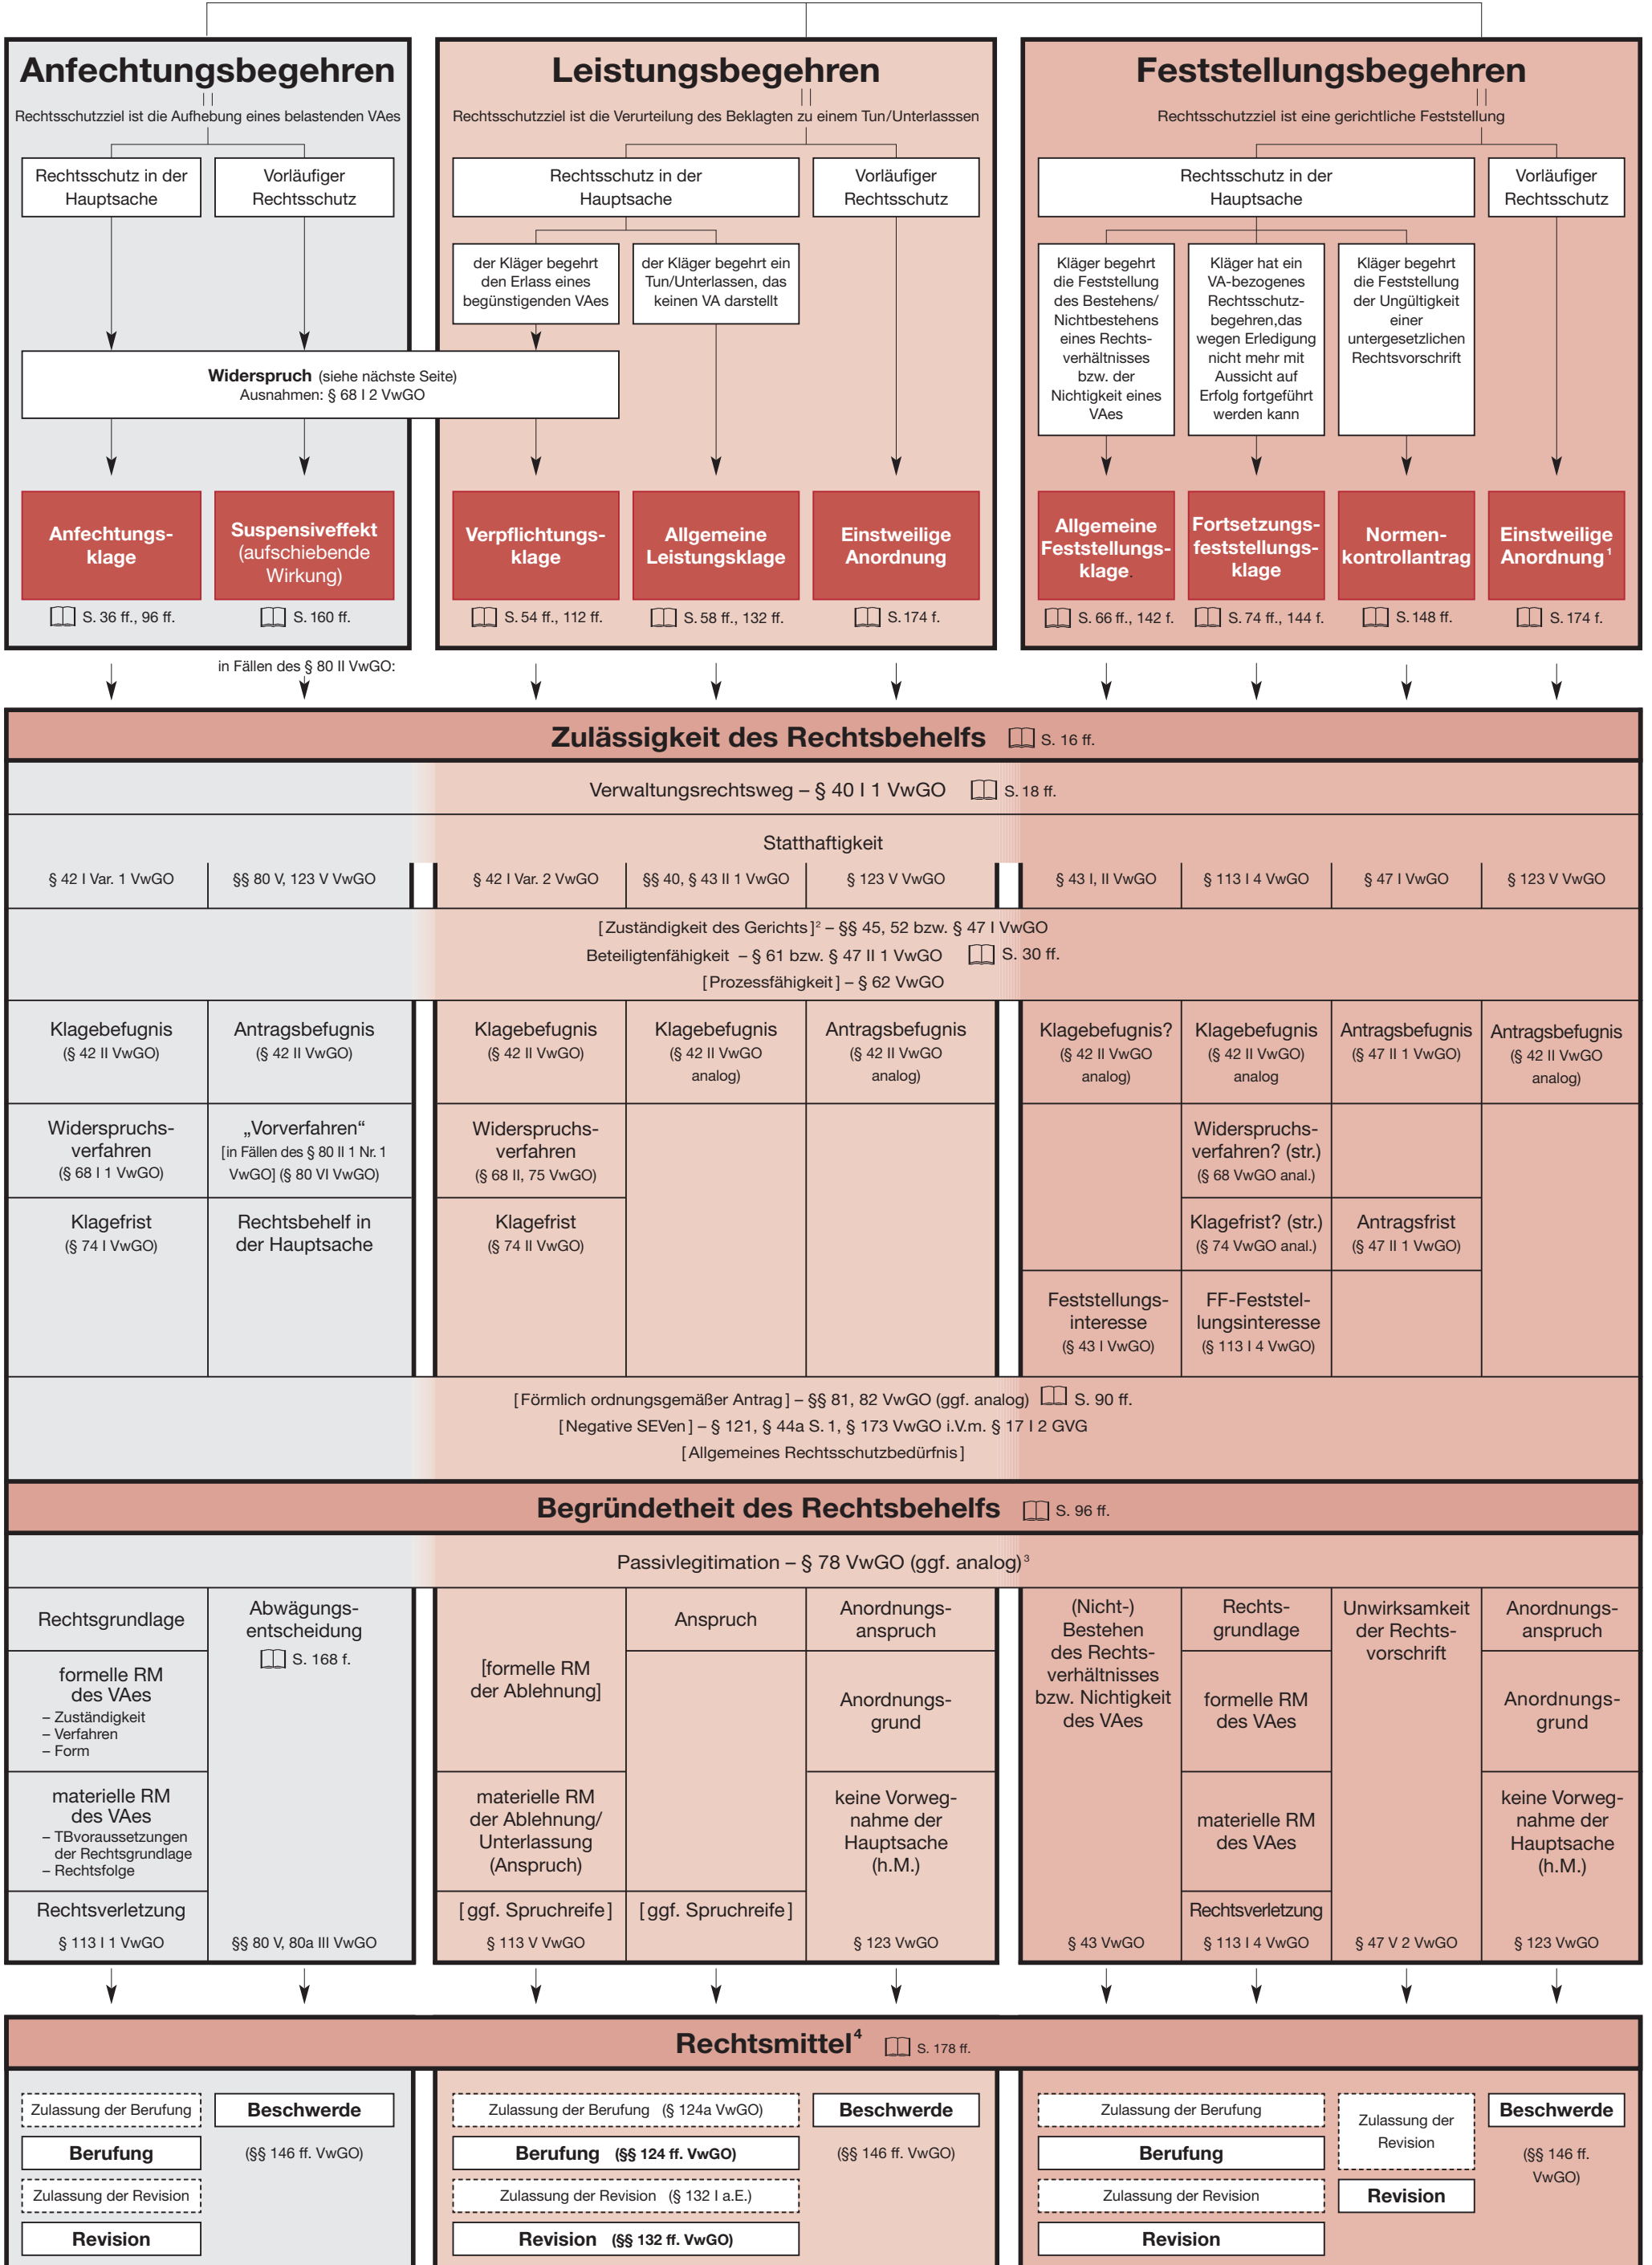 Anfechtungsbegehren
Rechtsschutzziel ist die Aufhebung eines belastenden VAes
Rechtsschutz in der
Hauptsache
Vorläufiger
Rechtsschutz
Leistungsbegehren
Rechtsschutzziel ist die Verurteilung des Beklagten zu einem Tun/Unterlasssen
Rechtsschutz in der
Hauptsache
Vorläufiger
Rechtsschutz
der Kläger begehrt
den Erlass eines
begünstigenden VAes
der Kläger begehrt ein
Tun/Unterlassen, das
keinen VA darstellt
Feststellungsbegehren
Rechtsschutzziel ist eine gerichtliche Feststellung
Rechtsschutz in der
Hauptsache
Vorläufiger
Rechtsschutz
Kläger begehrt
die Feststellung
des Bestehens/
Nichtbestehens
eines Rechts-
verhältnisses
bzw. der
Nichtigkeit eines
VAes
Kläger hat ein
VA-bezogenes
Rechtsschutz-
begehren,das
wegen Erledigung
nicht mehr mit
Aussicht auf
Erfolg fortgeführt
werden kann
Kläger begehrt
die Feststellung
der Ungültigkeit
einer
untergesetzlichen
Rechtsvorschrift
Widerspruch (siehe nächste Seite)
Ausnahmen: § 68 I 2 VwGO
Anfechtungs-
klage
S. 36 ff., 96 ff.
Suspensiveffekt
(aufschiebende
Wirkung)
S. 160 ff.
Verpflichtungs-
klage
S. 54 ff., 112 ff.
Allgemeine
Leistungsklage
S. 58 ff., 132 ff.
Einstweilige
Anordnung
S. 174 f.
Allgemeine
Feststellungs-
klage.
S. 66 ff., 142 f.
Fortsetzungs-
feststellungs-
klage
S. 74 ff., 144 f.
Normen-
kontrollantrag
S. 148 ff.
Einstweilige
Anordnung¹
S. 174 f.
in Fällen des § 80 II VwGO:
Zulässigkeit des Rechtsbehelfs S. 16 ff.
Verwaltungsrechtsweg – § 40 I 1 VwGO S. 18 ff.
Statthaftigkeit
§ 42 I Var. 1 VwGO
§§ 80 V, 123 V VwGO
§ 42 I Var. 2 VwGO
§§ 40, § 43 II 1 VwGO
§ 123 V VwGO
§ 43 I, II VwGO
§ 113 I 4 VwGO
§ 47 I VwGO
§ 123 V VwGO
[Zuständigkeit des Gerichts]² – §§ 45, 52 bzw. § 47 I VwGO
Beteiligtenfähigkeit – § 61 bzw. § 47 II 1 VwGO S. 30 ff.
[Prozessfähigkeit] – § 62 VwGO
Klagebefugnis
(§ 42 II VwGO)
Antragsbefugnis
(§ 42 II VwGO)
Klagebefugnis
(§ 42 II VwGO)
Klagebefugnis
(§ 42 II VwGO
analog)
Antragsbefugnis
(§ 42 II VwGO
analog)
Klagebefugnis?
(§ 42 II VwGO
analog)
Klagebefugnis
(§ 42 II VwGO)
analog
Antragsbefugnis
(§ 47 II 1 VwGO)
Antragsbefugnis
(§ 42 II VwGO
analog)
Widerspruchs-
verfahren
(§ 68 I 1 VwGO)
„Vorverfahren“
[in Fällen des § 80 II 1 Nr. 1
VwGO] (§ 80 VI VwGO)
Widerspruchs-
verfahren
(§ 68 II, 75 VwGO)
Widerspruchs-
verfahren? (str.)
(§ 68 VwGO anal.)
Klagefrist
(§ 74 I VwGO)
Rechtsbehelf in
der Hauptsache
Klagefrist
(§ 74 II VwGO)
Klagefrist? (str.)
(§ 74 VwGO anal.)
Antragsfrist
(§ 47 II 1 VwGO)
Feststellungs-
interesse
(§ 43 I VwGO)
FF-Feststel-
lungsinteresse
(§ 113 I 4 VwGO)
[Förmlich ordnungsgemäßer Antrag] – §§ 81, 82 VwGO (ggf. analog) S. 90 ff.
[Negative SEVen] – § 121, § 44a S. 1, § 173 VwGO i.V.m. § 17 I 2 GVG
[Allgemeines Rechtsschutzbedürfnis]
Begründetheit des Rechtsbehelfs S. 96 ff.
Passivlegitimation – § 78 VwGO (ggf. analog)³
Rechtsgrundlage
formelle RM
des VAes
– Zuständigkeit
– Verfahren
– Form
materielle RM
des VAes
– TBvoraussetzungen
der Rechtsgrundlage
– Rechtsfolge
Rechtsverletzung
§ 113 I 1 VwGO
Abwägungs-
entscheidung
S. 168 f.
§§ 80 V, 80a III VwGO
[formelle RM
der Ablehnung]
materielle RM
der Ablehnung/
Unterlassung
(Anspruch)
[ggf. Spruchreife]
§ 113 V VwGO
Anspruch
[ggf. Spruchreife]
Anordnungs-
anspruch
Anordnungs-
grund
keine Vorweg-
nahme der
Hauptsache
(h.M.)
§ 123 VwGO
(Nicht-)
Bestehen
des Rechts-
verhältnisses
bzw. Nichtigkeit
des VAes
§ 43 VwGO
Rechts-
grundlage
formelle RM
des VAes
materielle RM
des VAes
Rechtsverletzung
§ 113 I 4 VwGO
Unwirksamkeit
der Rechts-
vorschrift
§ 47 V 2 VwGO
Anordnungs-
anspruch
Anordnungs-
grund
keine Vorweg-
nahme der
Hauptsache
(h.M.)
§ 123 VwGO
Rechtsmittel⁴ S. 178 ff.
Zulassung der Berufung
Berufung
Zulassung der Revision
Revision
Beschwerde
(§§ 146 ff. VwGO)
Zulassung der Berufung (§ 124a VwGO)
Berufung (§§ 124 ff. VwGO)
Zulassung der Revision (§ 132 I a.E.)
Revision (§§ 132 ff. VwGO)
Beschwerde
(§§ 146 ff. VwGO)
Zulassung der Berufung
Berufung
Zulassung der Revision
Revision
Zulassung der
Revision
Revision
Beschwerde
(§§ 146 ff.
VwGO)